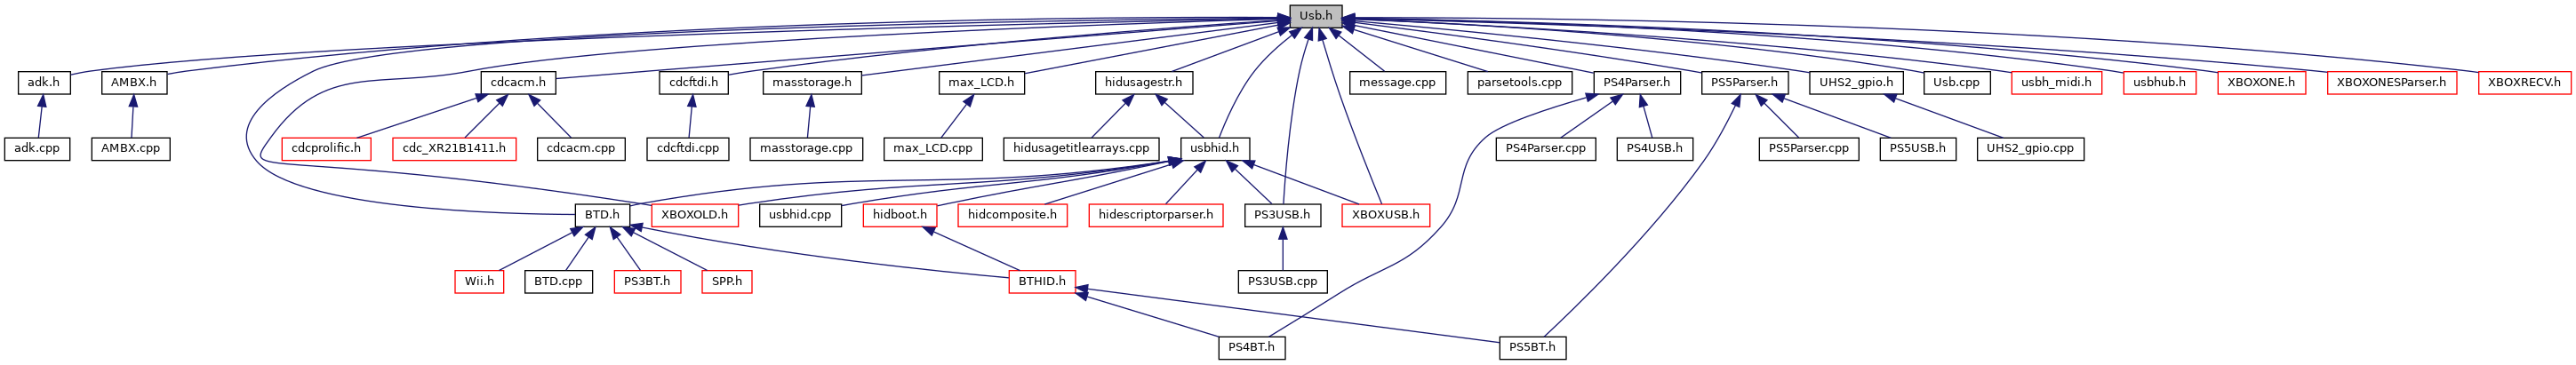 Usb.h
adk.h
AMBX.h
cdcacm.h
cdcftdi.h
masstorage.h
max_LCD.h
hidusagestr.h
message.cpp
parsetools.cpp
PS4Parser.h
PS5Parser.h
UHS2_gpio.h
Usb.cpp
usbh_midi.h
usbhub.h
XBOXONE.h
XBOXONESParser.h
XBOXRECV.h
adk.cpp
AMBX.cpp
cdcprolific.h
cdc_XR21B1411.h
cdcacm.cpp
cdcftdi.cpp
masstorage.cpp
max_LCD.cpp
hidusagetitlearrays.cpp
usbhid.h
PS4Parser.cpp
PS4USB.h
PS5Parser.cpp
PS5USB.h
UHS2_gpio.cpp
BTD.h
XBOXOLD.h
usbhid.cpp
hidboot.h
hidcomposite.h
hidescriptorparser.h
PS3USB.h
XBOXUSB.h
Wii.h
BTD.cpp
PS3BT.h
SPP.h
BTHID.h
PS3USB.cpp
PS4BT.h
PS5BT.h